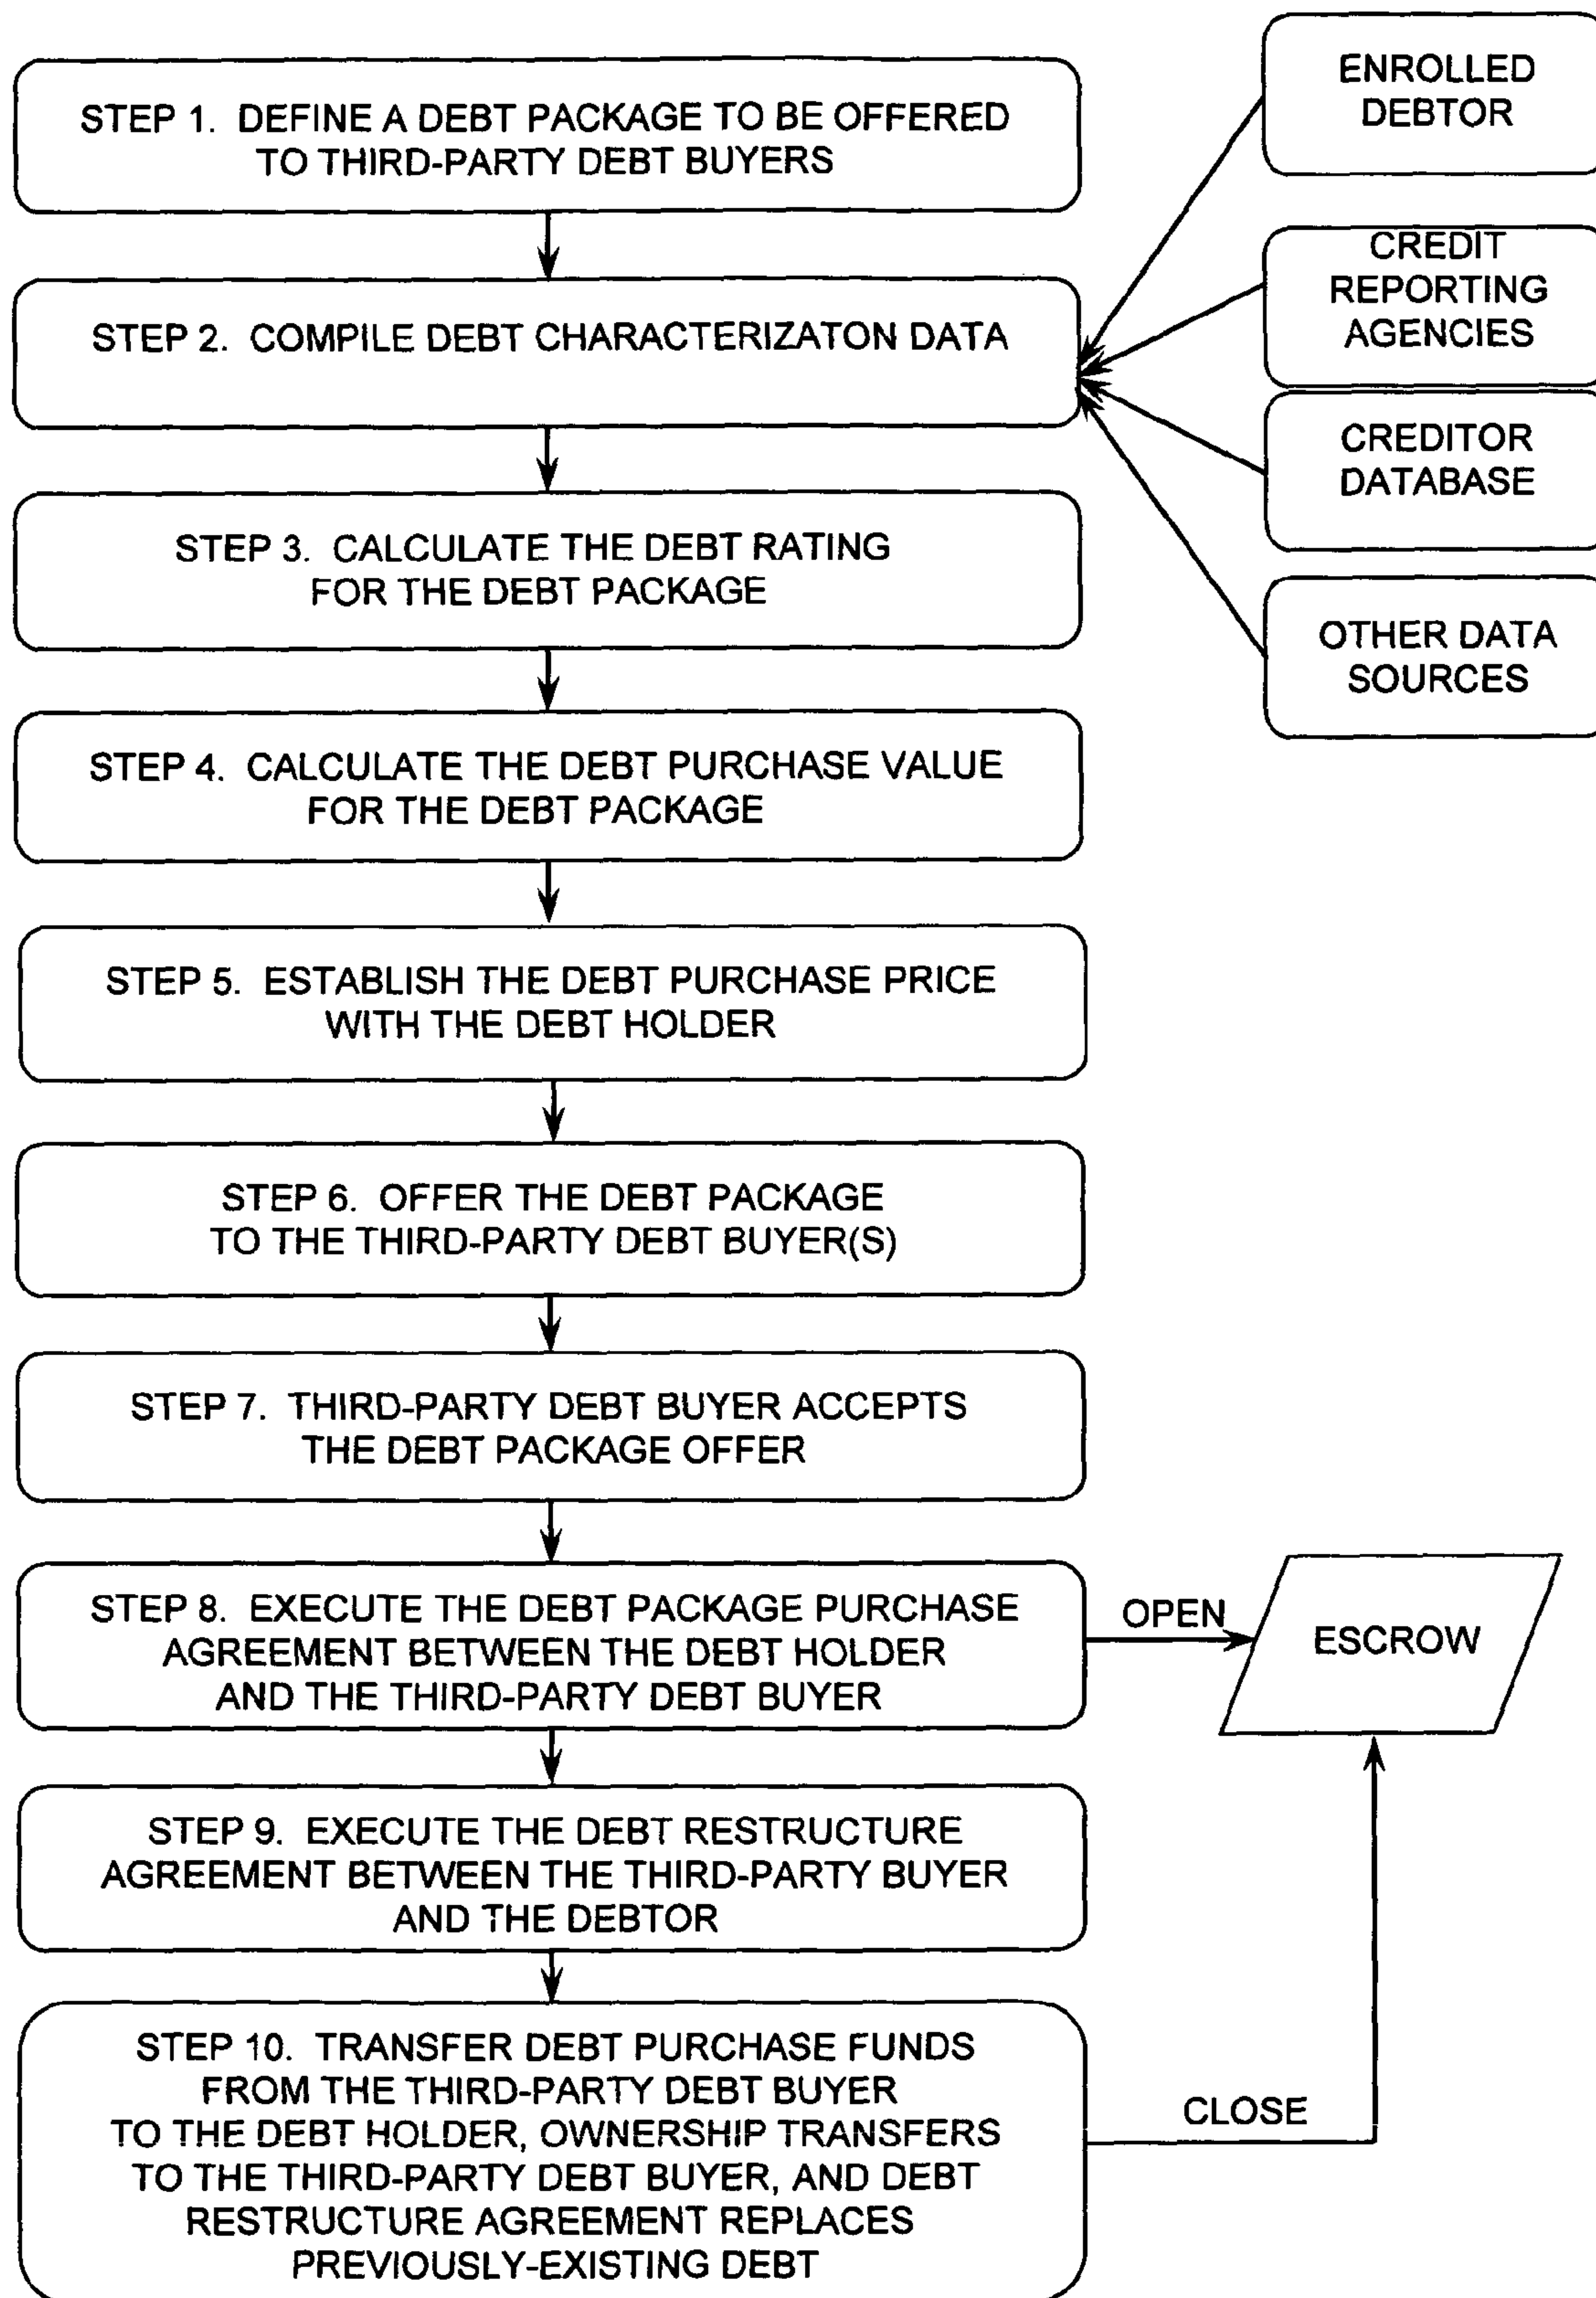 STEP 1. DEFINE A DEBT PACKAGE TO BE OFFERED
TO THIRD-PARTY DEBT BUYERS
ENROLLED
DEBTOR
STEP 2. COMPILE DEBT CHARACTERIZATON DATA
CREDIT
REPORTING
AGENCIES
CREDITOR
DATABASE
OTHER DATA
SOURCES
STEP 3. CALCULATE THE DEBT RATING
FOR THE DEBT PACKAGE
STEP 4. CALCULATE THE DEBT PURCHASE VALUE
FOR THE DEBT PACKAGE
STEP 5. ESTABLISH THE DEBT PURCHASE PRICE
WITH THE DEBT HOLDER
STEP 6. OFFER THE DEBT PACKAGE
TO THE THIRD-PARTY DEBT BUYER(S)
STEP 7. THIRD-PARTY DEBT BUYER ACCEPTS
THE DEBT PACKAGE OFFER
STEP 8. EXECUTE THE DEBT PACKAGE PURCHASE
AGREEMENT BETWEEN THE DEBT HOLDER
AND THE THIRD-PARTY DEBT BUYER
OPEN
ESCROW
STEP 9. EXECUTE THE DEBT RESTRUCTURE
AGREEMENT BETWEEN THE THIRD-PARTY BUYER
AND THE DEBTOR
STEP 10. TRANSFER DEBT PURCHASE FUNDS
FROM THE THIRD-PARTY DEBT BUYER
TO THE DEBT HOLDER, OWNERSHIP TRANSFERS
TO THE THIRD-PARTY DEBT BUYER, AND DEBT
RESTRUCTURE AGREEMENT REPLACES
PREVIOUSLY-EXISTING DEBT
CLOSE